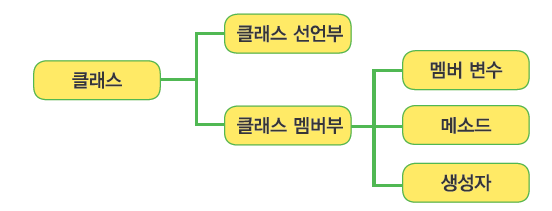 클래스
클래스 선언부
클래스 멤버부
멤버 변수
메소드
생성자